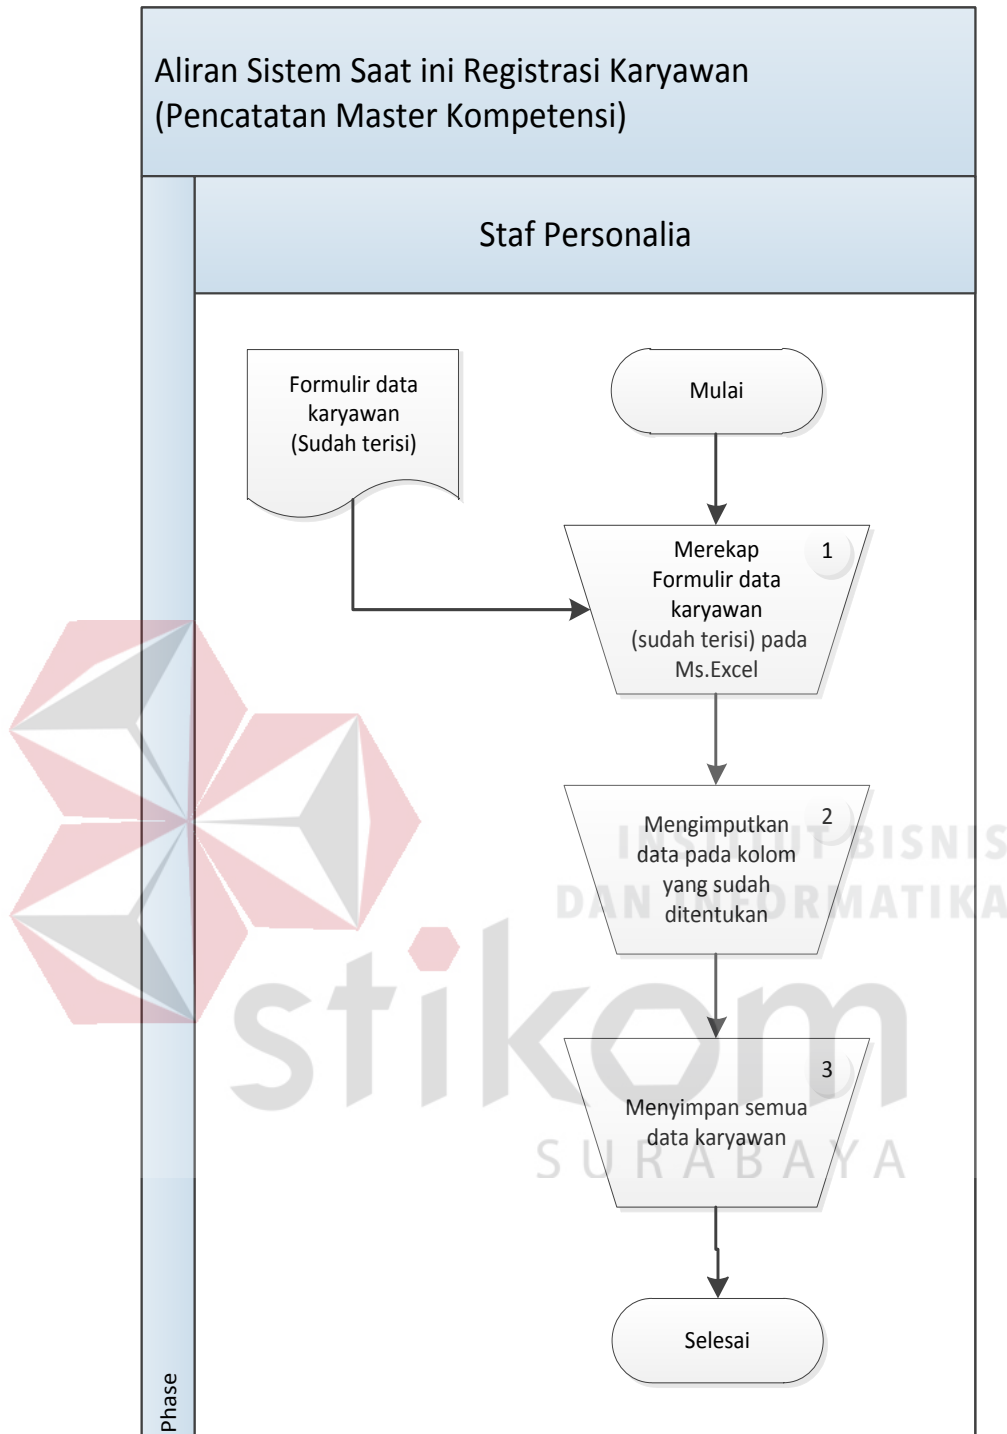 Aliran Sistem Saat ini Registrasi Karyawan
(Pencatatan Master Kompetensi)
Staf Personalia
Formulir data
karyawan
(Sudah terisi)
Mulai
Merekap
Formulir data
karyawan
(sudah terisi) pada
Ms.Excel
1
Mengimputkan
data pada kolom
yang sudah
ditentukan
2
INSTITUT BISNIS
DAN INFORMATIKA
stikom
SURABAYA
Menyimpan semua
data karyawan
3
Selesai
Phase